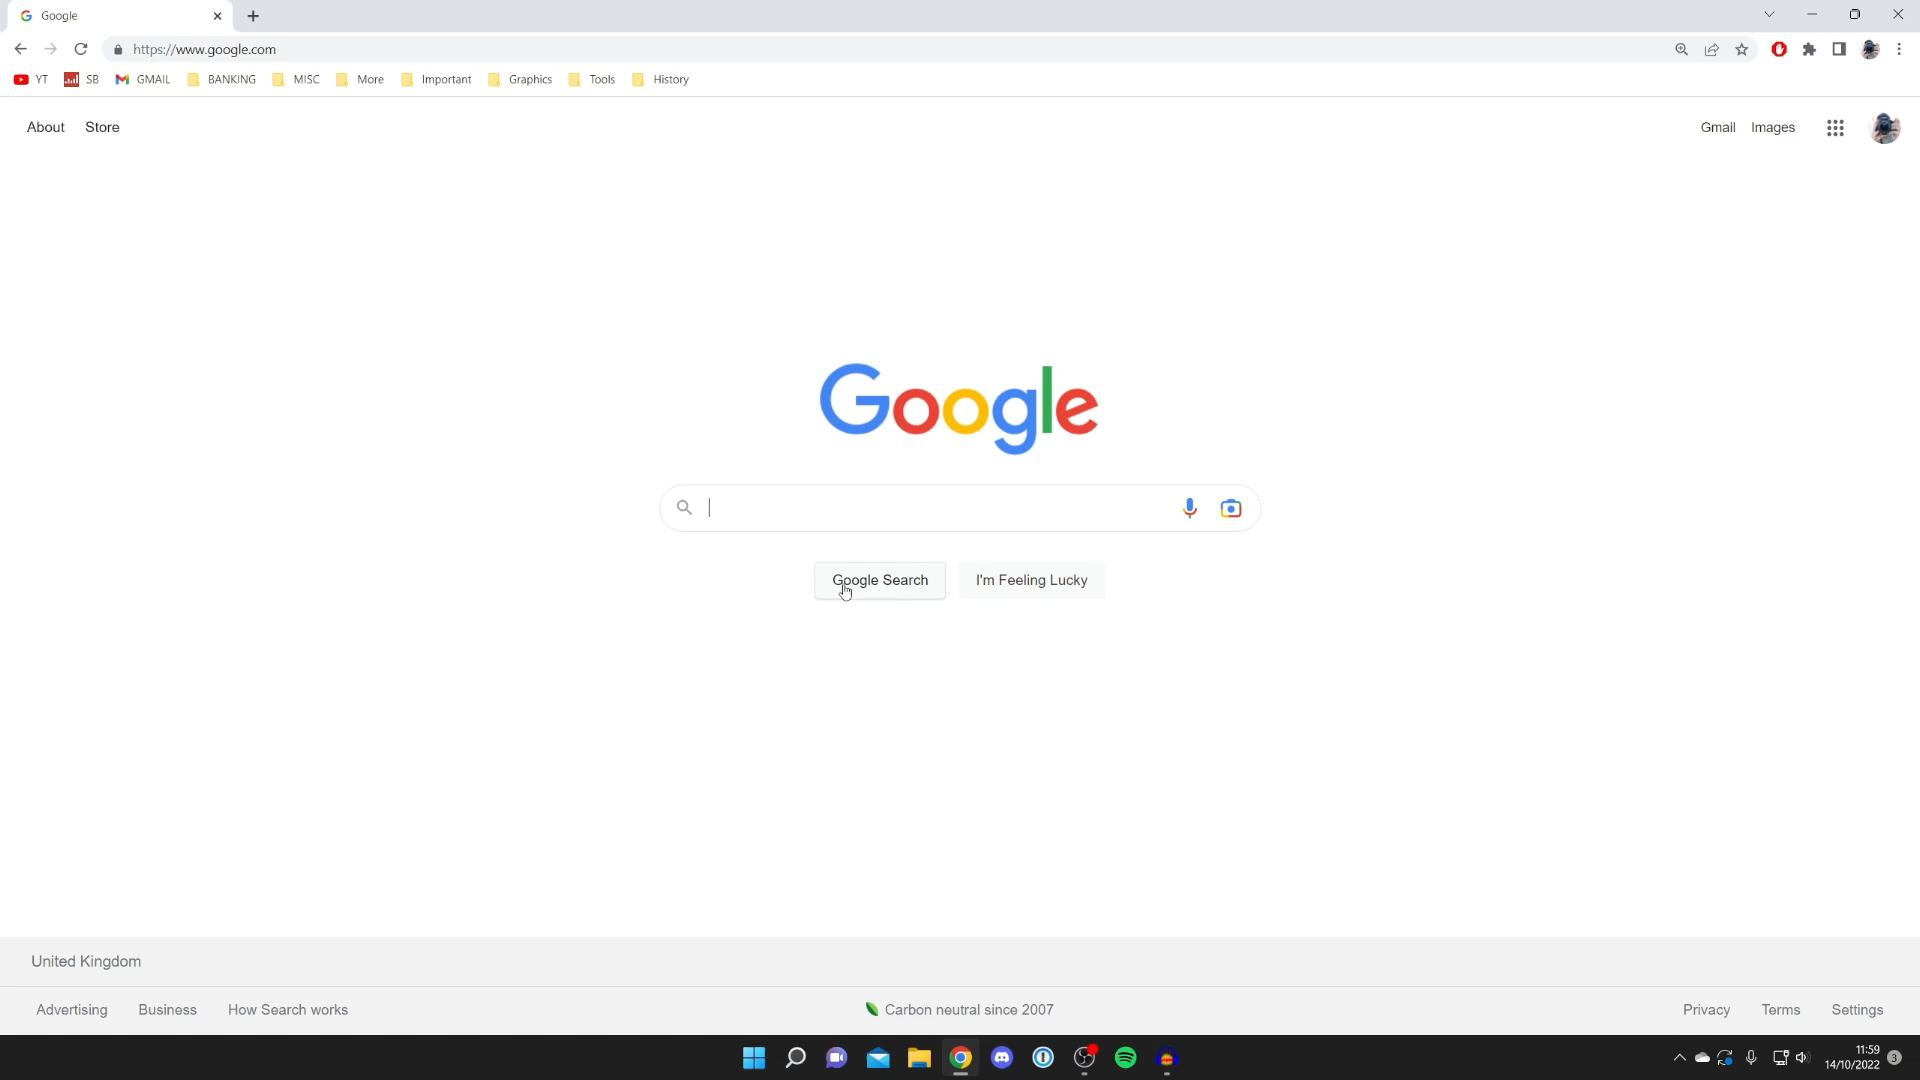 Google
https://www.google.com
YT SB GMAIL BANKING MISC More Important Graphics Tools History
About Store Gmail Images
Google
Google Search I'm Feeling Lucky
United Kingdom
Advertising Business How Search works Carbon neutral since 2007 Privacy Terms Settings
11:59
14/10/2022 3